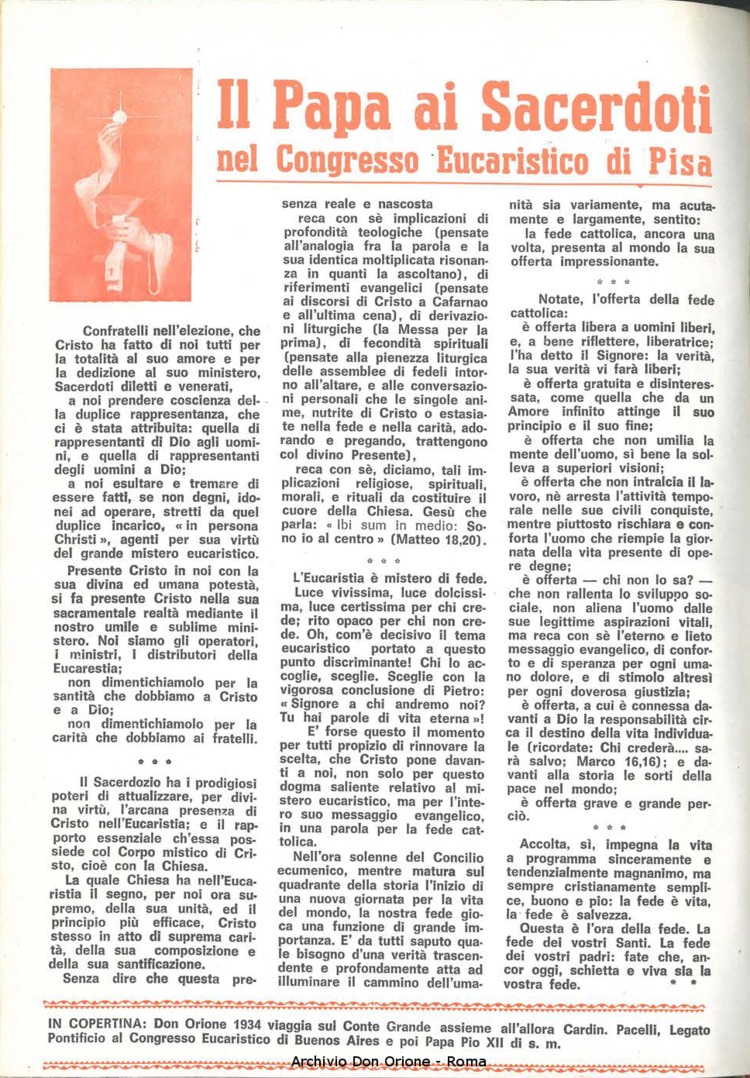 Il Papa ai Sacerdoti
nel Congresso Eucaristico di Pisa
Confratelli nell'elezione, che
Cristo ha fatto di noi tutti per
la totalità al suo amore e per
la dedizione al suo ministero,
Sacerdoti diletti e venerati,
a noi prendere coscienza del-
la duplice rappresentanza, che
ci è stata attribuita: quella di
rappresentanti di Dio agli uomi-
ni, e quella di rappresentanti
degli uomini a Dio;
a noi esultare e tremare di
essere fatti, se non degni, ido-
nei ad operare, stretti da quel
duplice incarico, « in persona
Christi », agenti per sua virtù
del grande mistero eucaristico.
Presente Cristo in noi con la
sua divina ed umana potestà,
si fa presente Cristo nella sua
sacramentale realtà mediante il
nostro umile e sublime mini-
stero. Noi siamo gli operatori,
i ministri, i distributori della
Eucarestia;
non dimentichiamolo per la
santità che dobbiamo a Cristo
e a Dio;
non dimentichiamolo per la
carità che dobbiamo ai fratelli.
* * *
Il Sacerdozio ha i prodigiosi
poteri di attualizzare, per divi-
na virtù, l'arcana presenza di
Cristo nell'Eucaristia; e il rap-
porto essenziale ch'essa pos-
siede col Corpo mistico di Cri-
sto, cioè con la Chiesa.
La quale Chiesa ha nell'Euca-
ristia il segno, per noi ora su-
premo, della sua unità, ed il
principio più efficace, Cristo
stesso in atto di suprema cari-
tà, della sua composizione e
della sua santificazione.
Senza dire che questa pre-
senza reale e nascosta
reca con sè implicazioni di
profondità teologiche (pensate
all'analogia fra la parola e la
sua identica moltiplicata risonan-
za in quanti la ascoltano), di
riferimenti evangelici (pensate
ai discorsi di Cristo a Cafarnao
e all'ultima cena), di derivazio-
ni liturgiche (la Messa per la
prima), di fecondità spirituali
(pensate alla pienezza liturgica
delle assemblee di fedeli intor-
no all'altare, e alle conversazio-
ni personali che le singole ani-
me, nutrite di Cristo o estasia-
te nella fede e nella carità, ado-
rando e pregando, trattengono
col divino Presente),
reca con sè, diciamo, tali im-
plicazioni religiose, spirituali,
morali, e rituali da costituire il
cuore della Chiesa. Gesù che
parla: « Ibi sum in medio: So-
no io al centro » (Matteo 18,20).
* * *
L'Eucaristia è mistero di fede.
Luce vivissima, luce dolcissi-
ma, luce certissima per chi cre-
de; rito opaco per chi non cre-
de. Oh, com'è decisivo il tema
eucaristico portato a questo
punto discriminante! Chi lo ac-
coglie, sceglie. Sceglie con la
vigorosa conclusione di Pietro:
« Signore a chi andremo noi?
Tu hai parole di vita eterna »!
E' forse questo il momento
per tutti propizio di rinnovare la
scelta, che Cristo pone davan-
ti a noi, non solo per questo
dogma saliente relativo al mi-
stero eucaristico, ma per l'inte-
ro suo messaggio evangelico,
in una parola per la fede cat-
tolica.
Nell'ora solenne del Concilio
ecumenico, mentre matura sul
quadrante della storia l'inizio di
una nuova giornata per la vita
del mondo, la nostra fede gio-
ca una funzione di grande im-
portanza. E' da tutti saputo qua-
le bisogno d'una verità trascen-
dente e profondamente atta ad
illuminare il cammino dell'uma-
nità sia variamente, ma acuta-
mente e largamente, sentito:
la fede cattolica, ancora una
volta, presenta al mondo la sua
offerta impressionante.
* * *
Notate, l'offerta della fede
cattolica:
è offerta libera a uomini liberi,
e, a bene riflettere, liberatrice;
l'ha detto il Signore: la verità,
la sua verità vi farà liberi;
è offerta gratuita e disinteres-
sata, come quella che da un
Amore infinito attinge il suo
principio e il suo fine;
è offerta che non umilia la
mente dell'uomo, sì bene la sol-
leva a superiori visioni;
è offerta che non intralcia il la-
voro, nè arresta l'attività tempo-
rale nelle sue civili conquiste,
mentre piuttosto rischiara e con-
forta l'uomo che riempie la gior-
nata della vita presente di ope-
re degne;
è offerta — chi non lo sa? —
che non rallenta lo sviluppo so-
ciale, non aliena l'uomo dalle
sue legittime aspirazioni vitali,
ma reca con sè l'eterno e lieto
messaggio evangelico, di confor-
to e di speranza per ogni uma-
no dolore, e di stimolo altresì
per ogni doverosa giustizia;
è offerta, a cui è connessa da-
vanti a Dio la responsabilità cir-
ca il destino della vita individua-
le (ricordate: Chi crederà.... sa-
rà salvo; Marco 16,16); e da-
vanti alla storia le sorti della
pace nel mondo;
è offerta grave e grande per-
ciò.
* * *
Accolta, sì, impegna la vita
a programma sinceramente e
tendenzialmente magnanimo, ma
sempre cristianamente sempli-
ce, buono e pio: la fede è vita,
la fede è salvezza.
Questa è l'ora della fede. La
fede dei vostri Santi. La fede
dei vostri padri: fate che, an-
cor oggi, schietta e viva sia la
vostra fede. * *
IN COPERTINA: Don Orione 1934 viaggia sul Conte Grande assieme all'allora Cardin. Pacelli, Legato
Pontificio al Congresso Eucaristico di Buenos Aires e poi Papa Pio XII di s. m.
Archivio Don Orione - Roma